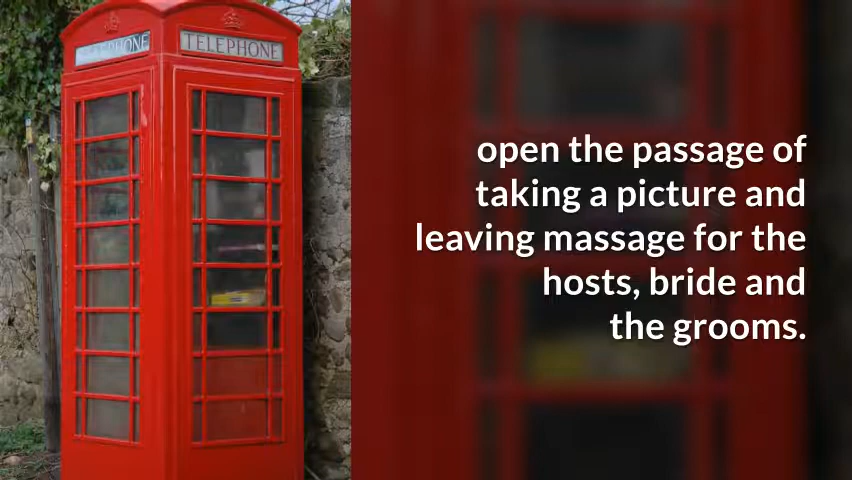 TELEPHONE
TELEPHONE
open the passage of
taking a picture and
leaving massage for the
hosts, bride and
the grooms.